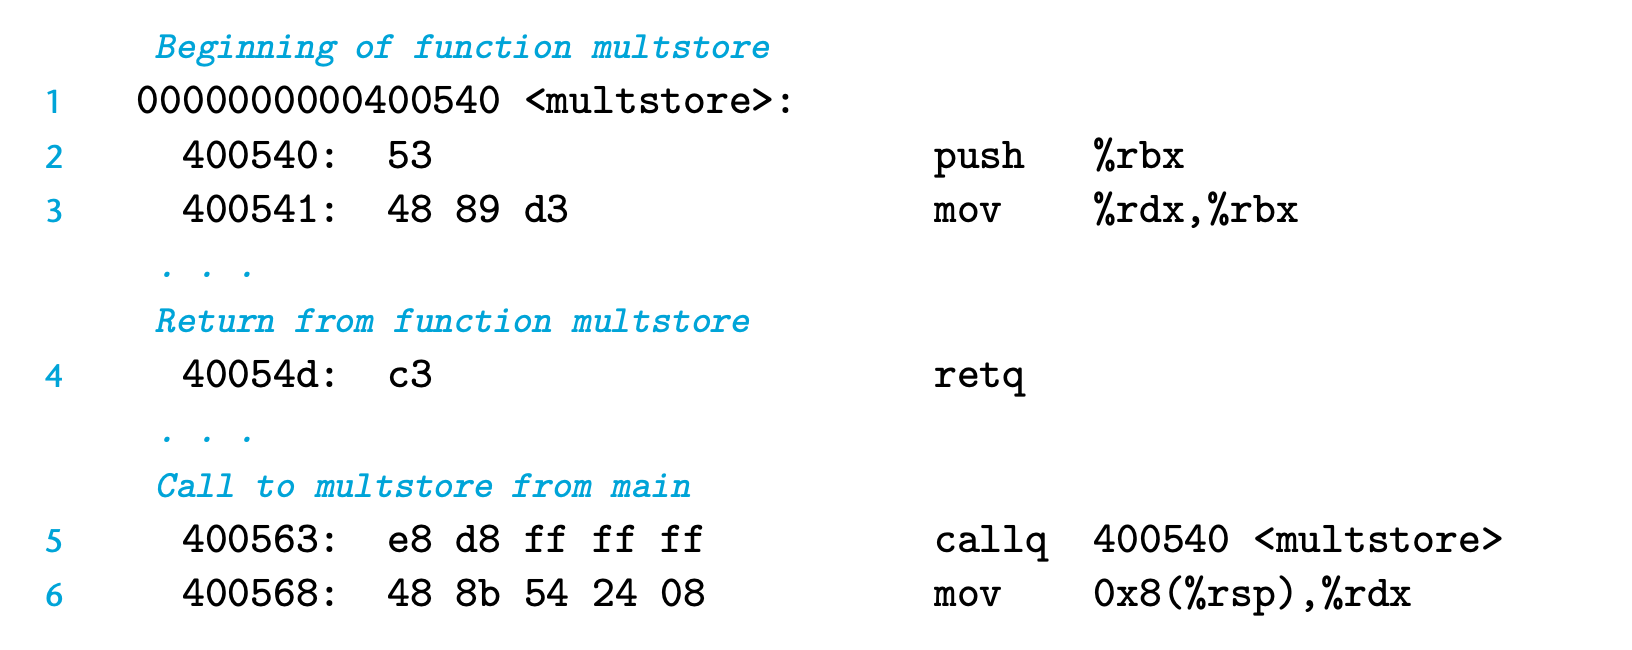 Beginning of function multstore
1 0000000000400540 <multstore>:
2 400540: 53 push %rbx
3 400541: 48 89 d3 mov %rdx,%rbx
. . .
Return from function multstore
4 40054d: c3 retq
. . .
Call to multstore from main
5 400563: e8 d8 ff ff ff callq 400540 <multstore>
6 400568: 48 8b 54 24 08 mov 0x8(%rsp),%rdx